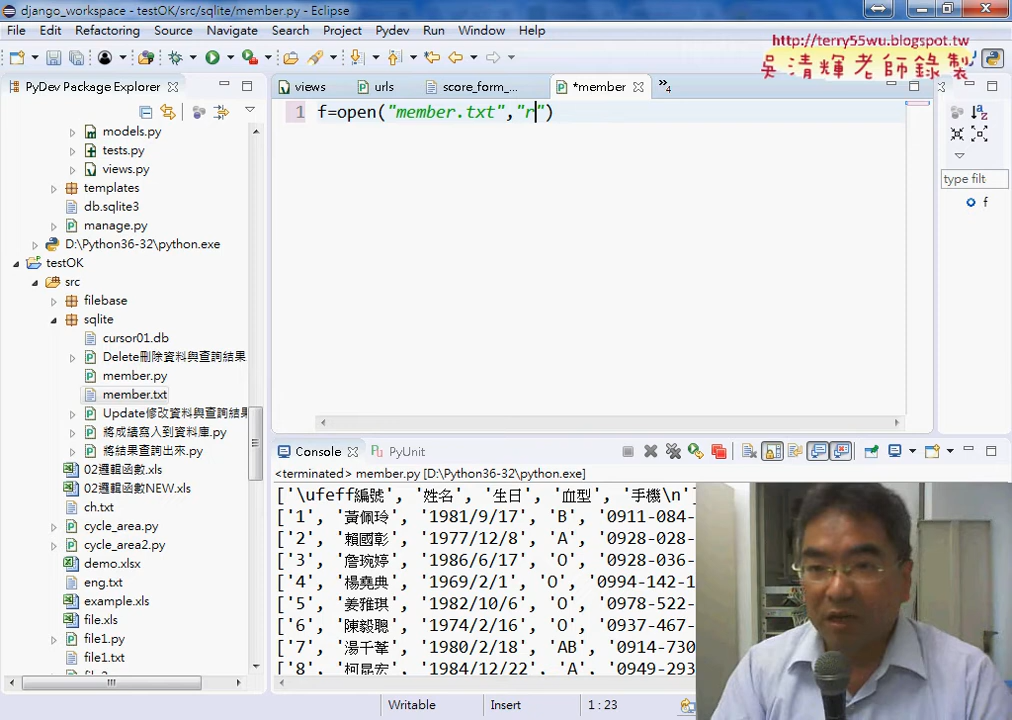 django_workspace - testOK/src/sqlite/member.py - Eclipse
File Edit Refactoring Source Navigate Search Project Pydev Run Window Help
http://terry55wu.blogspot.tw
吳清輝老師錄製
PyDev Package Explorer
views urls score_form_... *member »4
models.py
tests.py
views.py
templates
db.sqlite3
manage.py
D:\Python36-32\python.exe
testOK
src
filebase
sqlite
cursor01.db
Delete刪除資料與查詢結果
member.py
member.txt
Update修改資料與查詢結果
將成績寫入到資料庫.py
將結果查詢出來.py
02邏輯函數.xls
02邏輯函數NEW.xls
ch.txt
cycle_area.py
cycle_area2.py
demo.xlsx
eng.txt
example.xls
file.xls
file1.py
file1.txt
1 f=open("member.txt","r")
type filt
f
Console PyUnit
<terminated> member.py [D:\Python36-32\python.exe]
['\ufeff編號', '姓名', '生日', '血型', '手機\n']
['1', '黃佩玲', '1981/9/17', 'B', '0911-084-
['2', '賴國彰', '1977/12/8', 'A', '0928-028-
['3', '詹琬婷', '1986/6/17', 'O', '0928-036-
['4', '楊堯典', '1969/2/1', 'O', '0994-142-1
['5', '姜雅琪', '1982/10/6', 'O', '0978-522-
['6', '陳毅聰', '1974/2/16', 'O', '0937-467-
['7', '湯千峯', '1980/2/18', 'AB', '0914-730
['8', '柯昆宏', '1984/12/22', 'A', '0949-293
Writable Insert 1 : 23